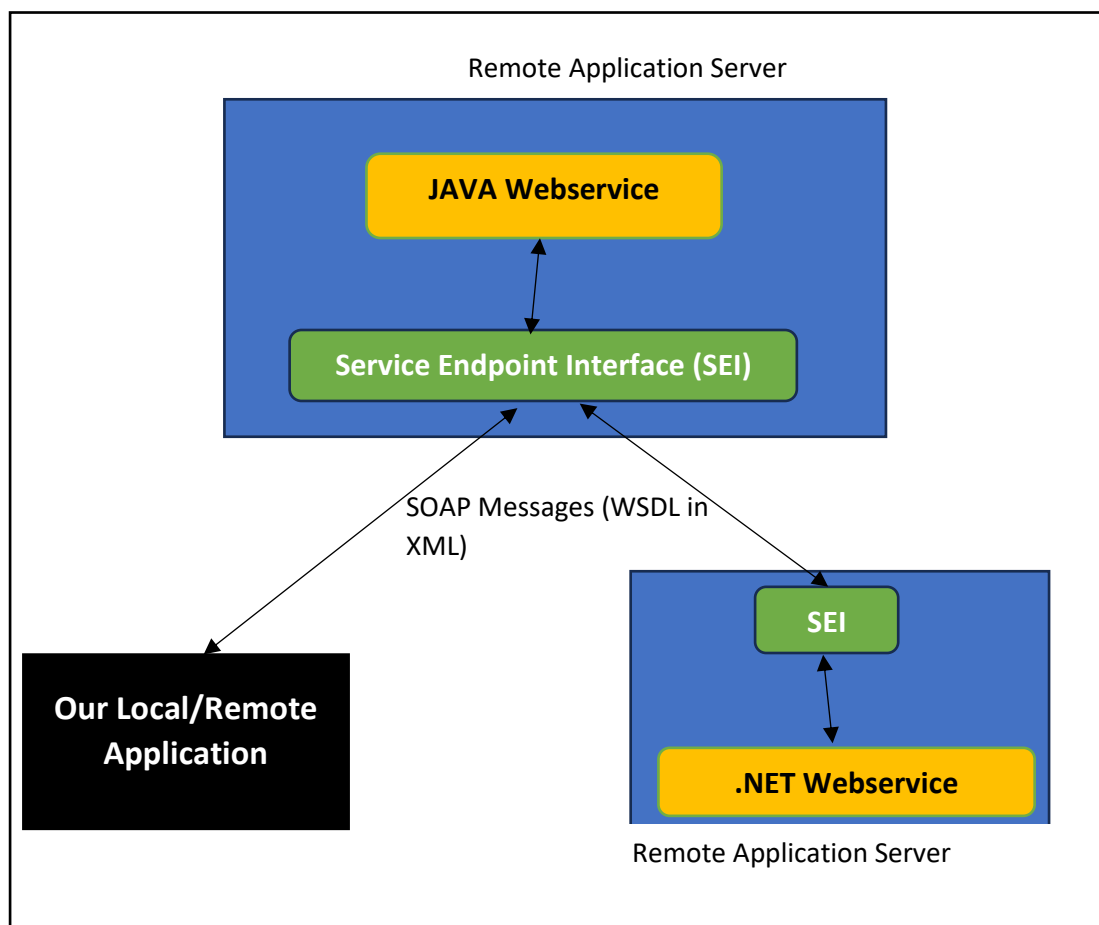 Remote Application Server
JAVA Webservice
Service Endpoint Interface (SEI)
SOAP Messages (WSDL in
XML)
SEI
Our Local/Remote
Application
.NET Webservice
Remote Application Server